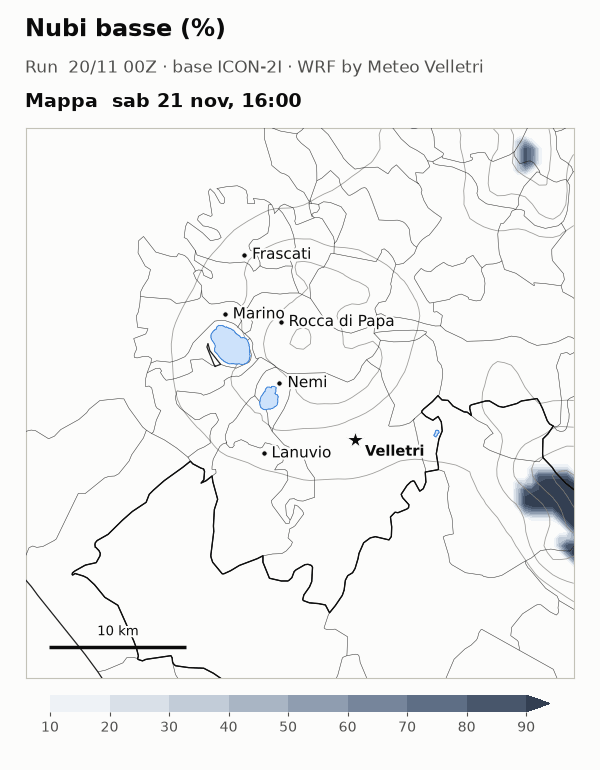 Nubi basse (%)
Run  20/11 00Z · base ICON-2I · WRF by Meteo Velletri
Mappa  sab 21 nov, 16:00
Frascati
Marino
Rocca di Papa
Nemi
Velletri
Lanuvio
10 km
10 20 30 40 50 60 70 80 90